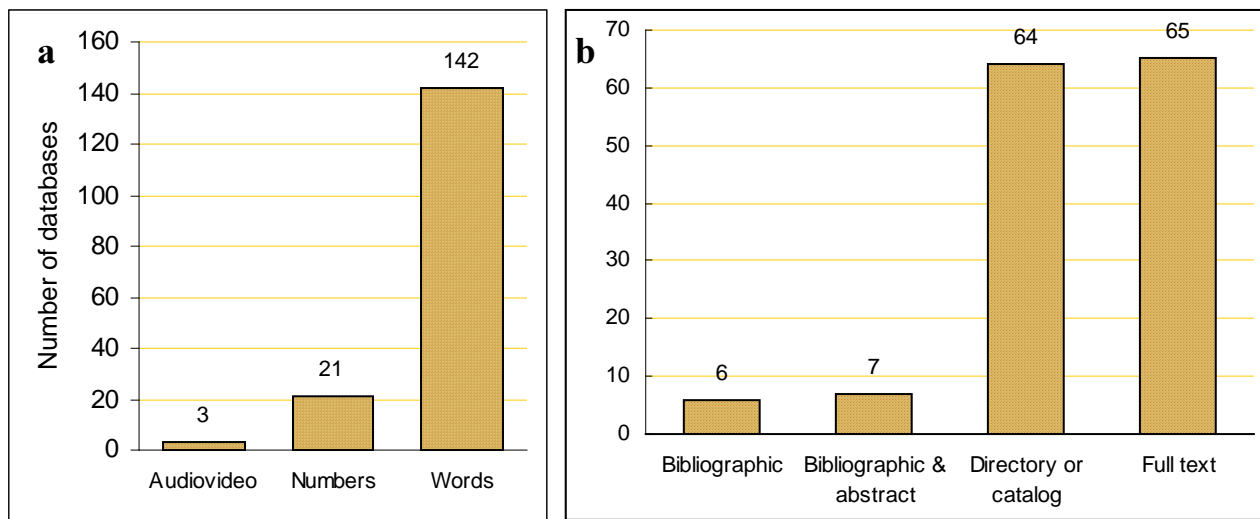 a
Number of databases
160
140
120
100
80
60
40
20
0
3
21
142
Audiovideo
Numbers
Words
b
70
60
50
40
30
20
10
0
6
7
64
65
Bibliographic
Bibliographic &
abstract
Directory or
catalog
Full text